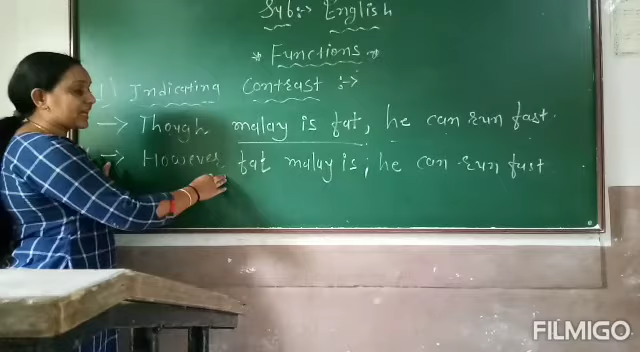 Sub:- English
* Functions *
1) Indicating Contrast :-
→ Though malay is fat, he can run fast.
→ However fat malay is; he can run fast
FILMIGO